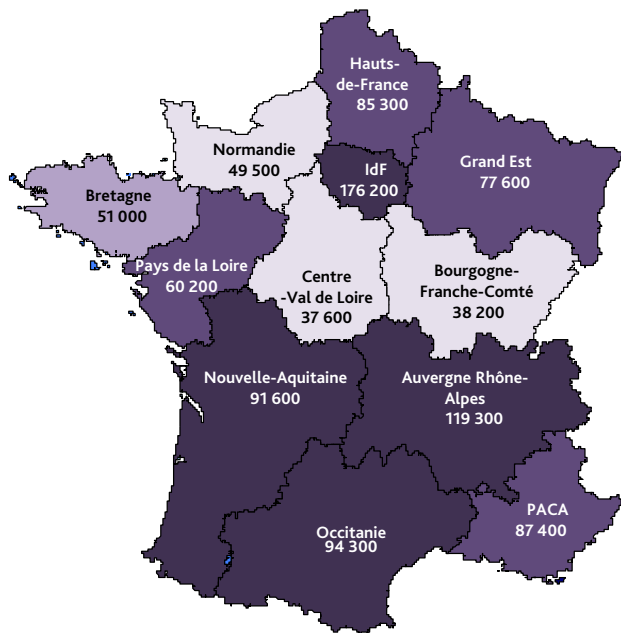 Hauts-
de-France
85 300
Normandie
49 500
IdF
176 200
Grand Est
77 600
Bretagne
51 000
Pays de la Loire
60 200
Centre
-Val de Loire
37 600
Bourgogne-
Franche-Comté
38 200
Nouvelle-Aquitaine
91 600
Auvergne Rhône-
Alpes
119 300
PACA
87 400
Occitanie
94 300